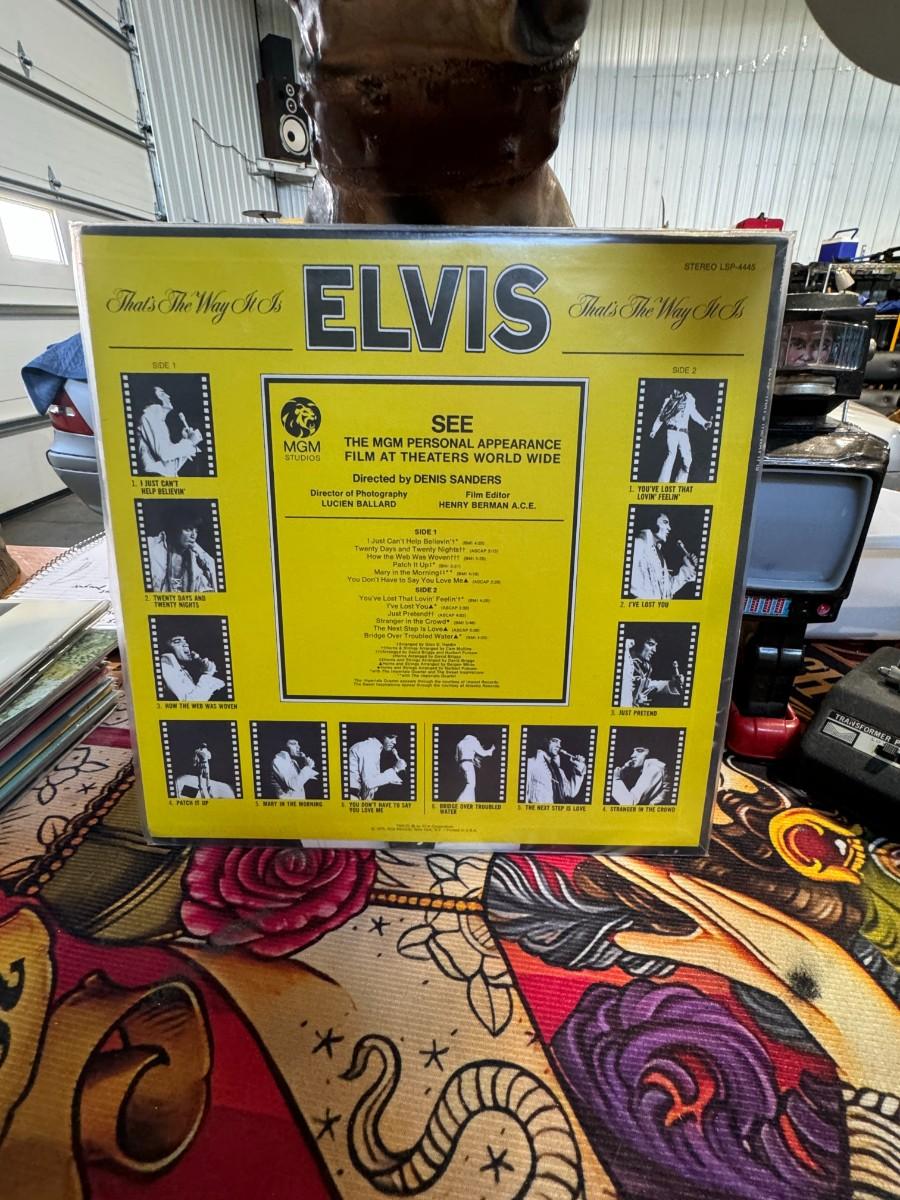 STEREO LSP-4445
That's The Way It Is
ELVIS
That's The Way It Is
SIDE 1
1. I JUST CAN'T
HELP BELIEVIN'
2. TWENTY DAYS AND
TWENTY NIGHTS
3. HOW THE WEB WAS WOVEN
4. PATCH IT UP
5. MARY IN THE MORNING
6. YOU DON'T HAVE TO SAY
YOU LOVE ME
MGM
STUDIOS
SEE
THE MGM PERSONAL APPEARANCE
FILM AT THEATERS WORLD WIDE
Directed by DENIS SANDERS
Director of Photography
LUCIEN BALLARD
Film Editor
HENRY BERMAN A.C.E.
SIDE 1
I Just Can't Help Believin'
Twenty Days and Twenty Nights
How the Web Was Woven
Patch It Up
Mary in the Morning
You Don't Have to Say You Love Me
SIDE 2
You've Lost That Lovin' Feelin'
I've Lost You
Just Pretend
Stranger in the Crowd
The Next Step Is Love
Bridge Over Troubled Water
SIDE 2
1. YOU'VE LOST THAT
LOVIN' FEELIN'
2. I'VE LOST YOU
3. JUST PRETEND
4. STRANGER IN THE CROWD
5. THE NEXT STEP IS LOVE
6. BRIDGE OVER TROUBLED
WATER
TRANSFORMER